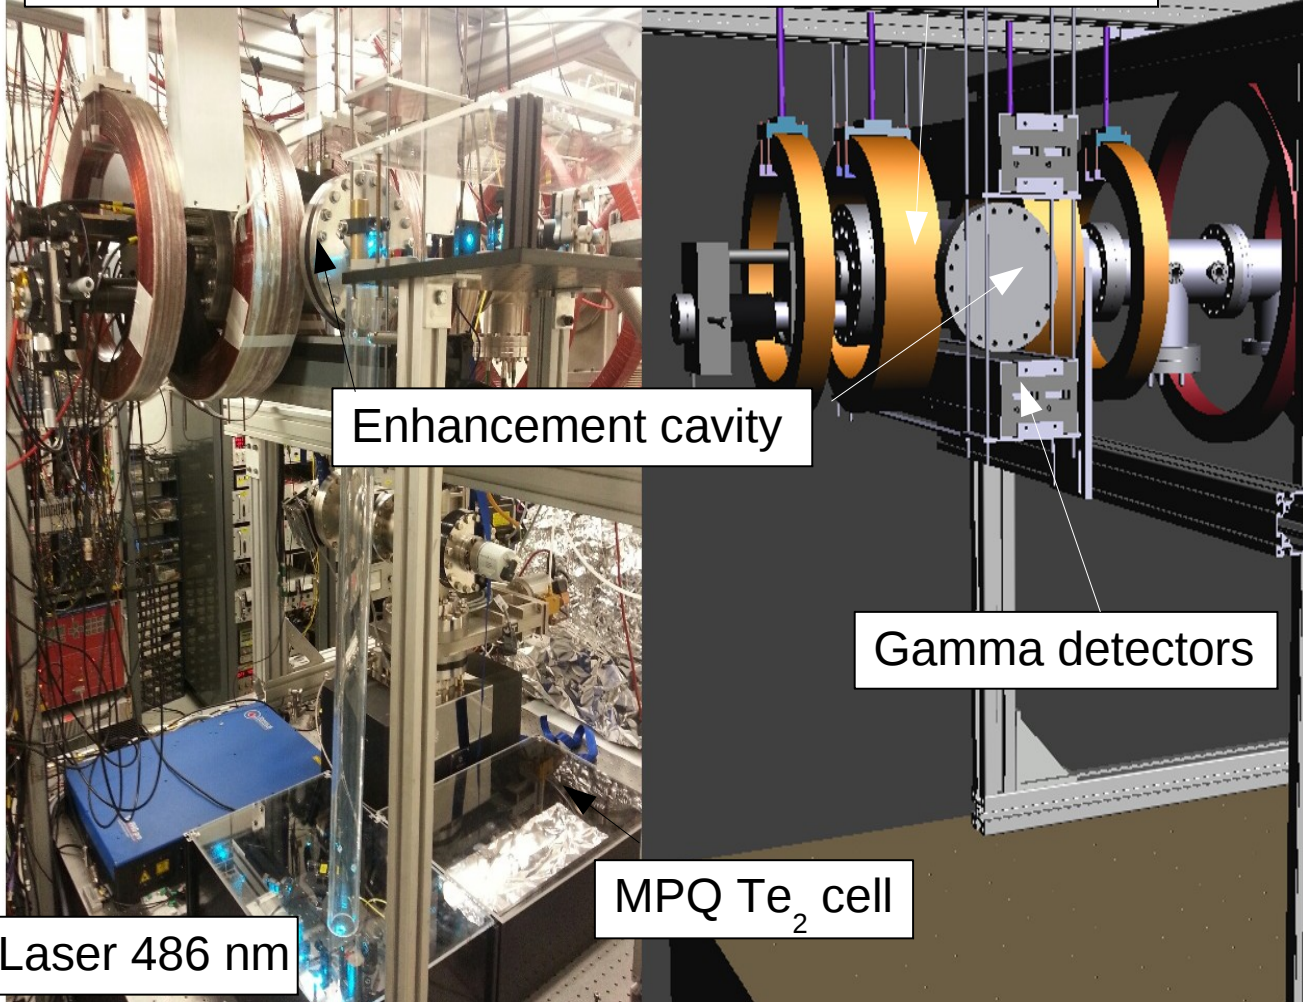 Enhancement cavity
Gamma detectors
MPQ Te₂ cell
Laser 486 nm